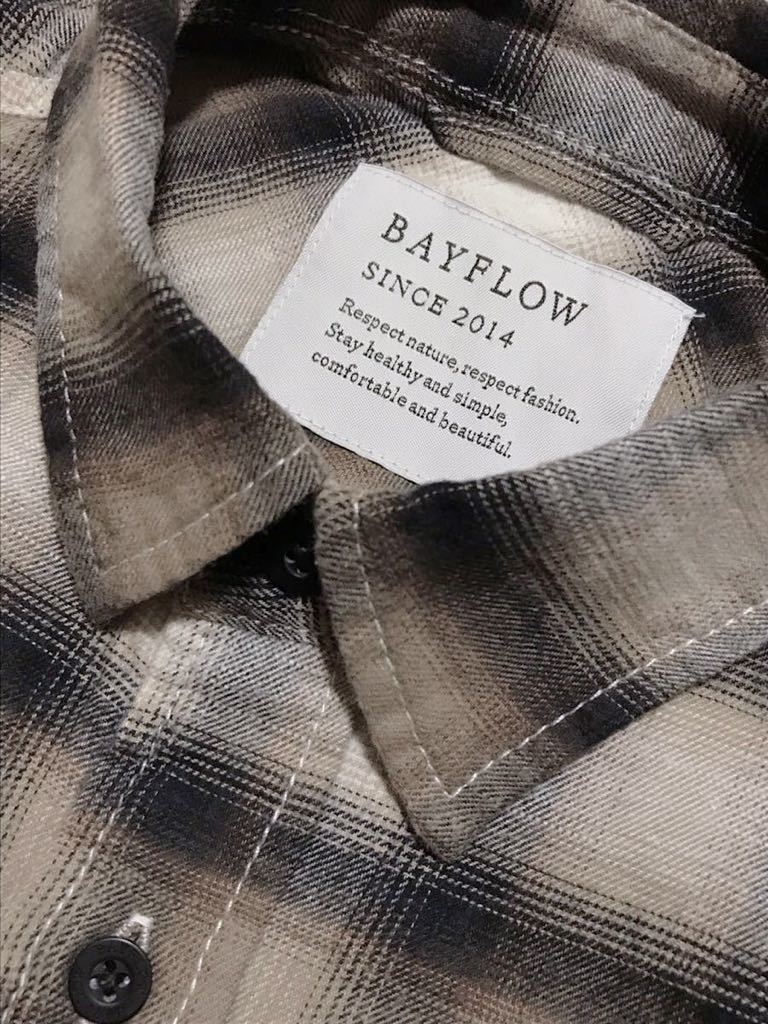 BAYFLOW
SINCE 2014
Respect nature, respect fashion.
Stay healthy and simple,
comfortable and beautiful.